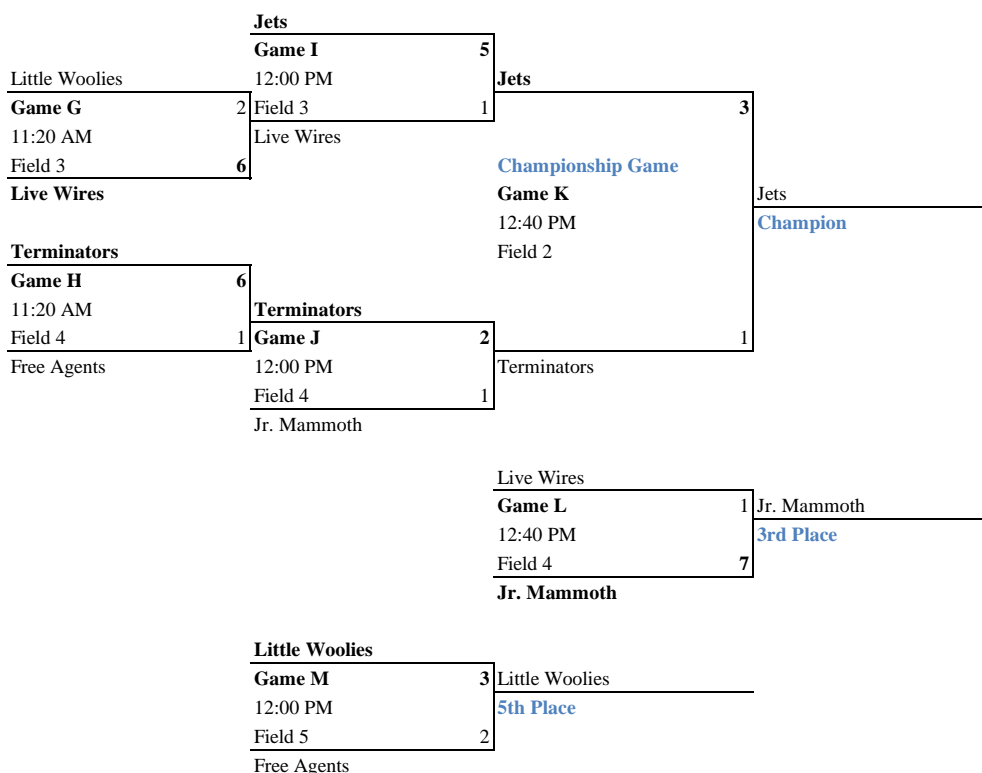 Jets
Game I 5
Little Woolies 12:00 PM Jets
Game G 2 Field 3 1 3
11:20 AM Live Wires
Field 3 6 Championship Game
Live Wires Game K Jets
12:40 PM Champion
Terminators Field 2
Game H 6
11:20 AM Terminators
Field 4 1 Game J 2 1
Free Agents 12:00 PM Terminators
Field 4 1
Jr. Mammoth
Live Wires
Game L 1 Jr. Mammoth
12:40 PM 3rd Place
Field 4 7
Jr. Mammoth
Little Woolies
Game M 3 Little Woolies
12:00 PM 5th Place
Field 5 2
Free Agents